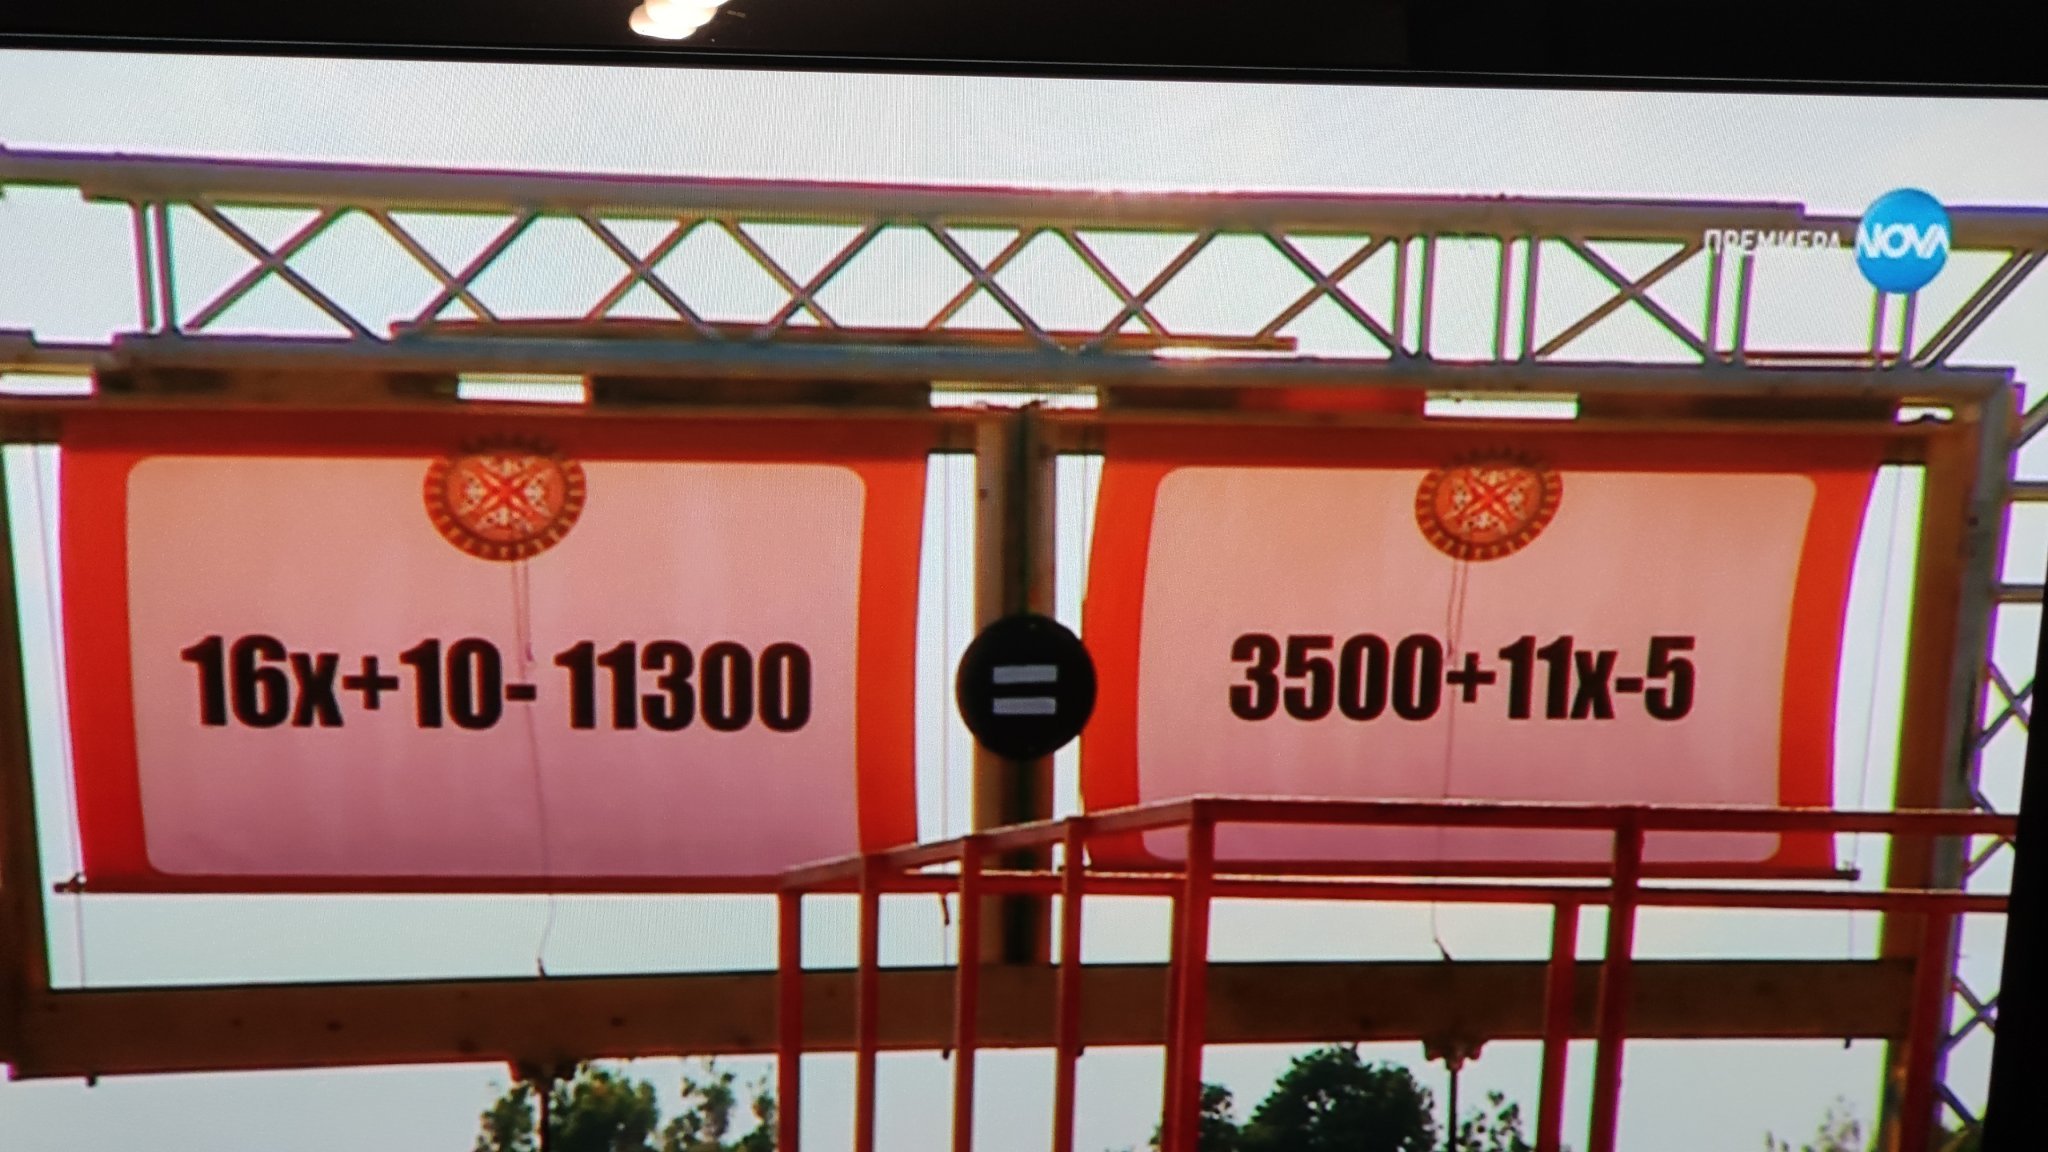 ПРЕМИЕРА NOVA
16x+10- 11300
=
3500+11x-5